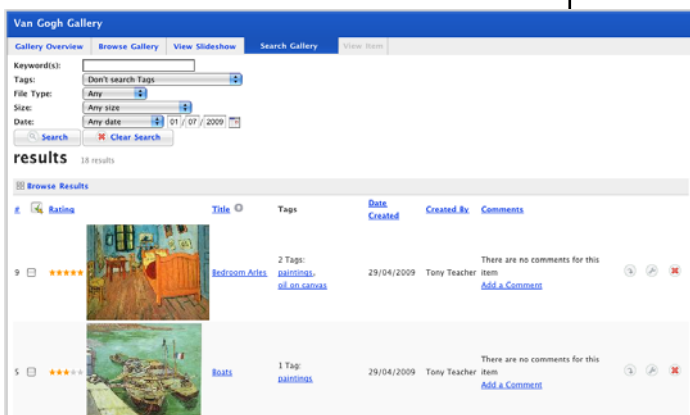 Van Gogh Gallery
Gallery Overview Browse Gallery View Slideshow Search Gallery View Item
Keyword(s):
Tags: Don't search Tags
File Type: Any
Size: Any size
Date: Any date 01 / 07 / 2009
Search Clear Search
results 18 results
Browse Results
# Rating Title Tags Date Created Created By Comments
9 Bedroom Arles 2 Tags: paintings, oil on canvas 29/04/2009 Tony Teacher There are no comments for this item Add a Comment
5 Boats 1 Tag: paintings 29/04/2009 Tony Teacher There are no comments for this item Add a Comment